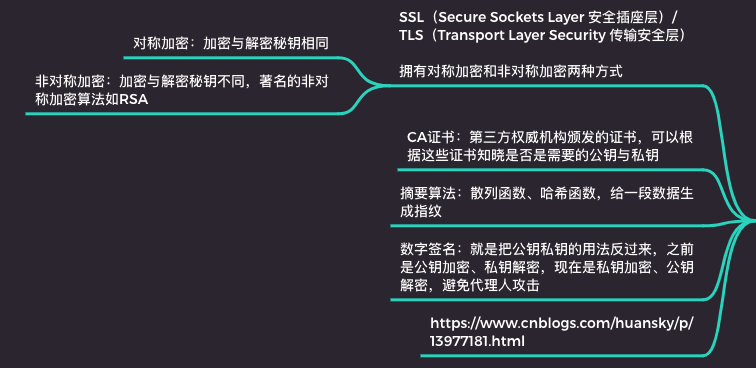 SSL（Secure Sockets Layer 安全插座层）/
TLS（Transport Layer Security 传输安全层）
拥有对称加密和非对称加密两种方式
对称加密：加密与解密秘钥相同
非对称加密：加密与解密秘钥不同，著名的非对
称加密算法如RSA
CA证书：第三方权威机构颁发的证书，可以根
据这些证书知晓是否是需要的公钥与私钥
摘要算法：散列函数、哈希函数，给一段数据生
成指纹
数字签名：就是把公钥私钥的用法反过来，之前
是公钥加密、私钥解密，现在是私钥加密、公钥
解密，避免代理人攻击
https://www.cnblogs.com/huansky/p/
13977181.html